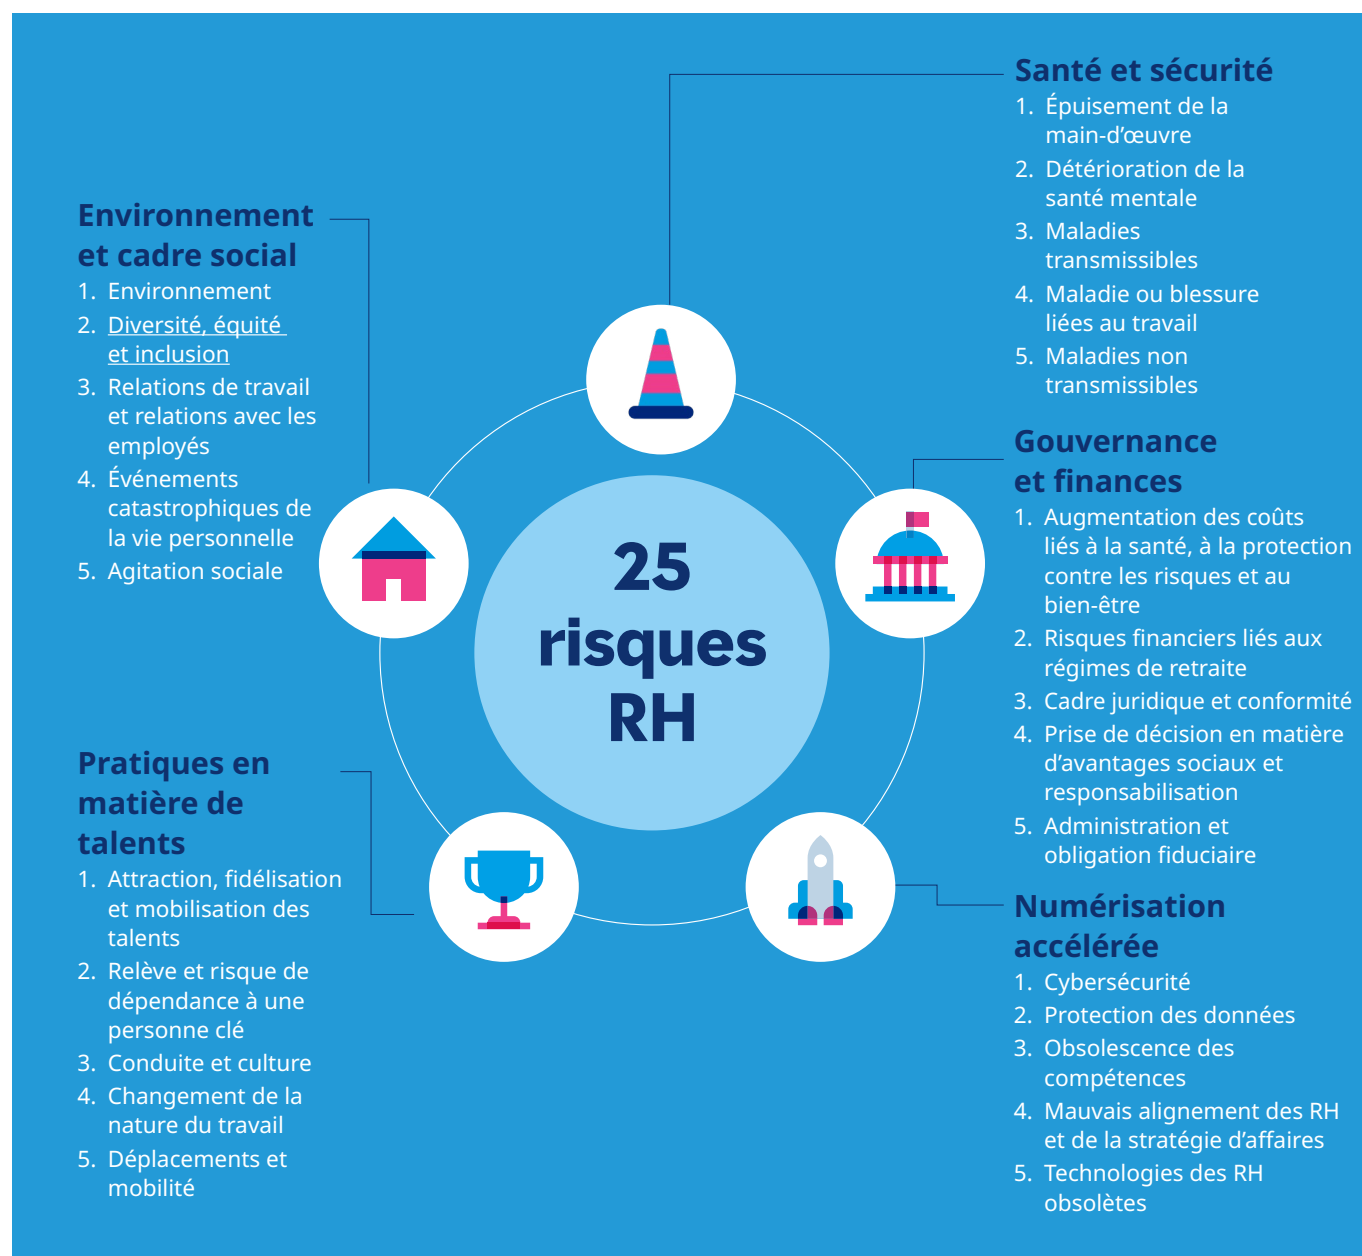 Santé et sécurité
1. Épuisement de la
main-d’œuvre
2. Détérioration de la
santé mentale
3. Maladies
transmissibles
4. Maladie ou blessure
liées au travail
5. Maladies non
transmissibles
Environnement
et cadre social
1. Environnement
2. Diversité, équité
et inclusion
3. Relations de travail
et relations avec les
employés
4. Événements
catastrophiques de
la vie personnelle
5. Agitation sociale
Gouvernance
et finances
1. Augmentation des coûts
liés à la santé, à la protection
contre les risques et au
bien-être
2. Risques financiers liés aux
régimes de retraite
3. Cadre juridique et conformité
4. Prise de décision en matière
d’avantages sociaux et
responsabilisation
5. Administration et
obligation fiduciaire
25
risques
RH
Pratiques en
matière de
talents
1. Attraction, fidélisation
et mobilisation des
talents
2. Relève et risque de
dépendance à une
personne clé
3. Conduite et culture
4. Changement de la
nature du travail
5. Déplacements et
mobilité
Numérisation
accélérée
1. Cybersécurité
2. Protection des données
3. Obsolescence des
compétences
4. Mauvais alignement des RH
et de la stratégie d’affaires
5. Technologies des RH
obsolètes